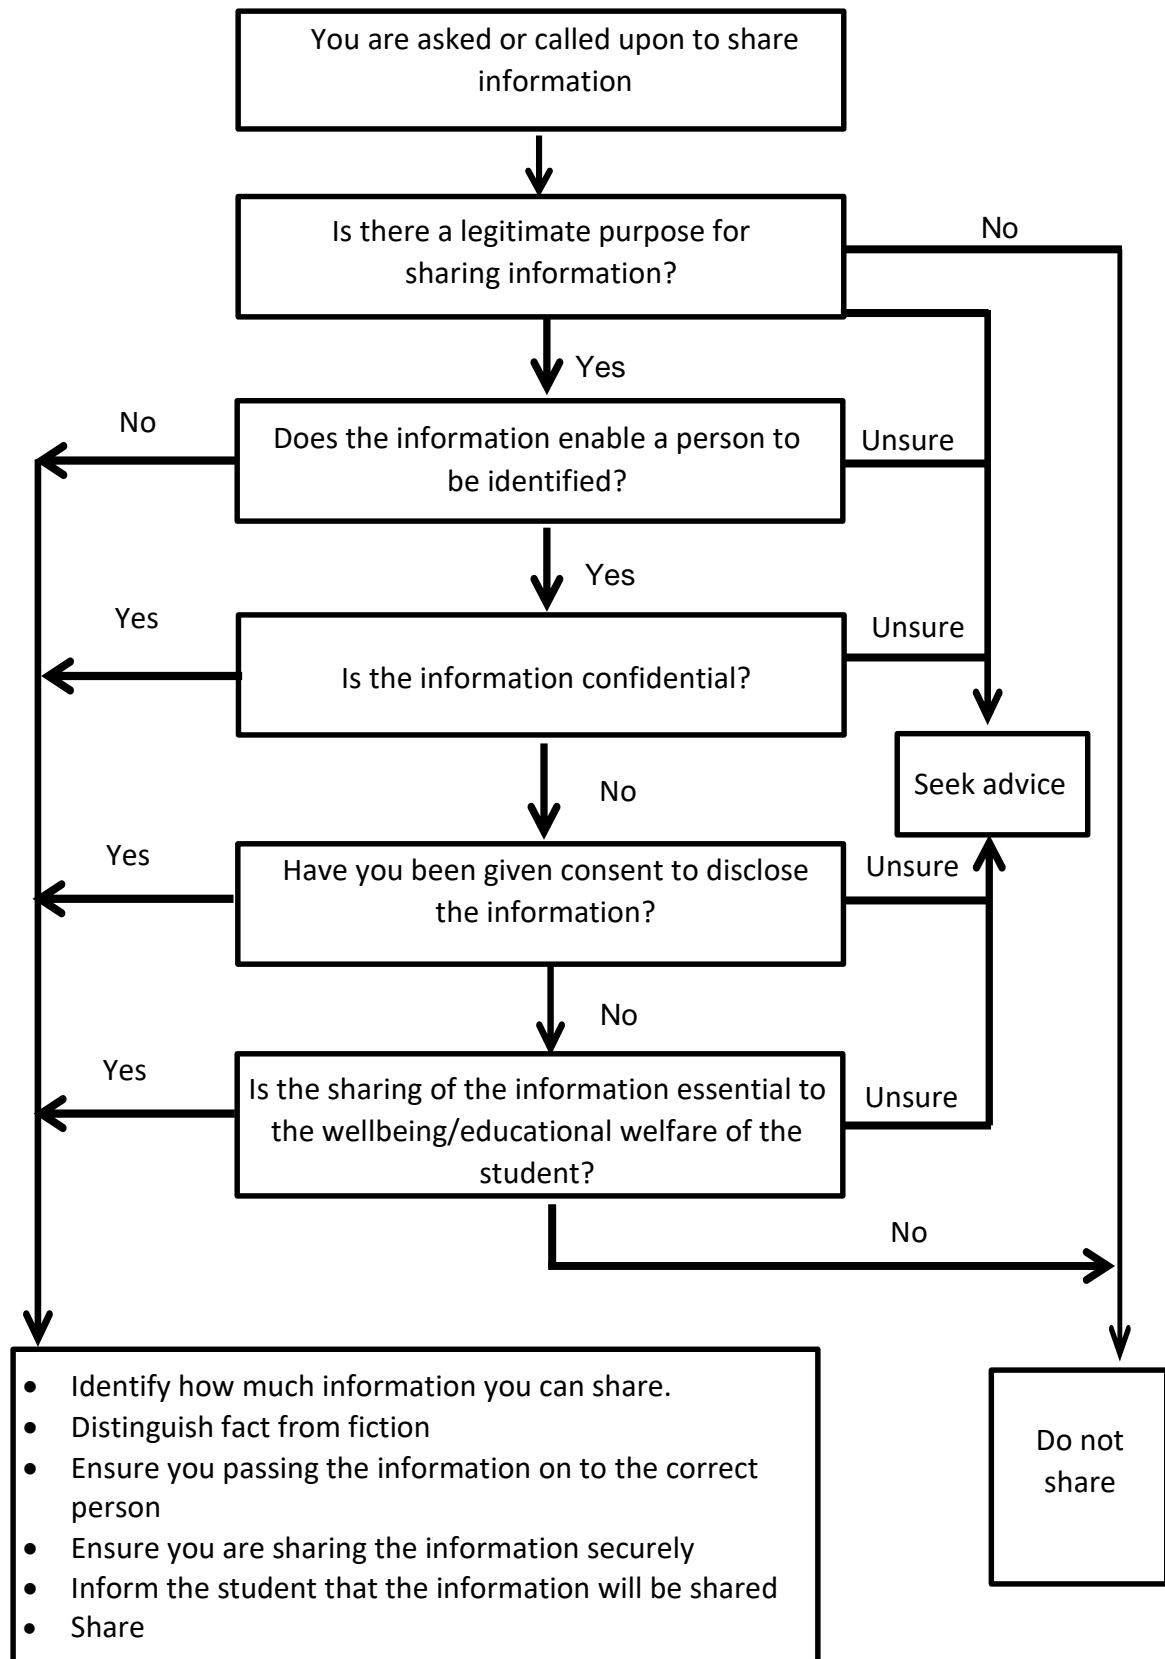 You are asked or called upon to share
information
Is there a legitimate purpose for
sharing information?
No
Yes
No
Does the information enable a person to
be identified?
Unsure
Yes
Yes
Is the information confidential?
Unsure
No
Seek advice
Yes
Have you been given consent to disclose
the information?
Unsure
No
Yes
Is the sharing of the information essential to
the wellbeing/educational welfare of the
student?
Unsure
No
• Identify how much information you can share.
• Distinguish fact from fiction
• Ensure you passing the information on to the correct
person
• Ensure you are sharing the information securely
• Inform the student that the information will be shared
• Share
Do not
share